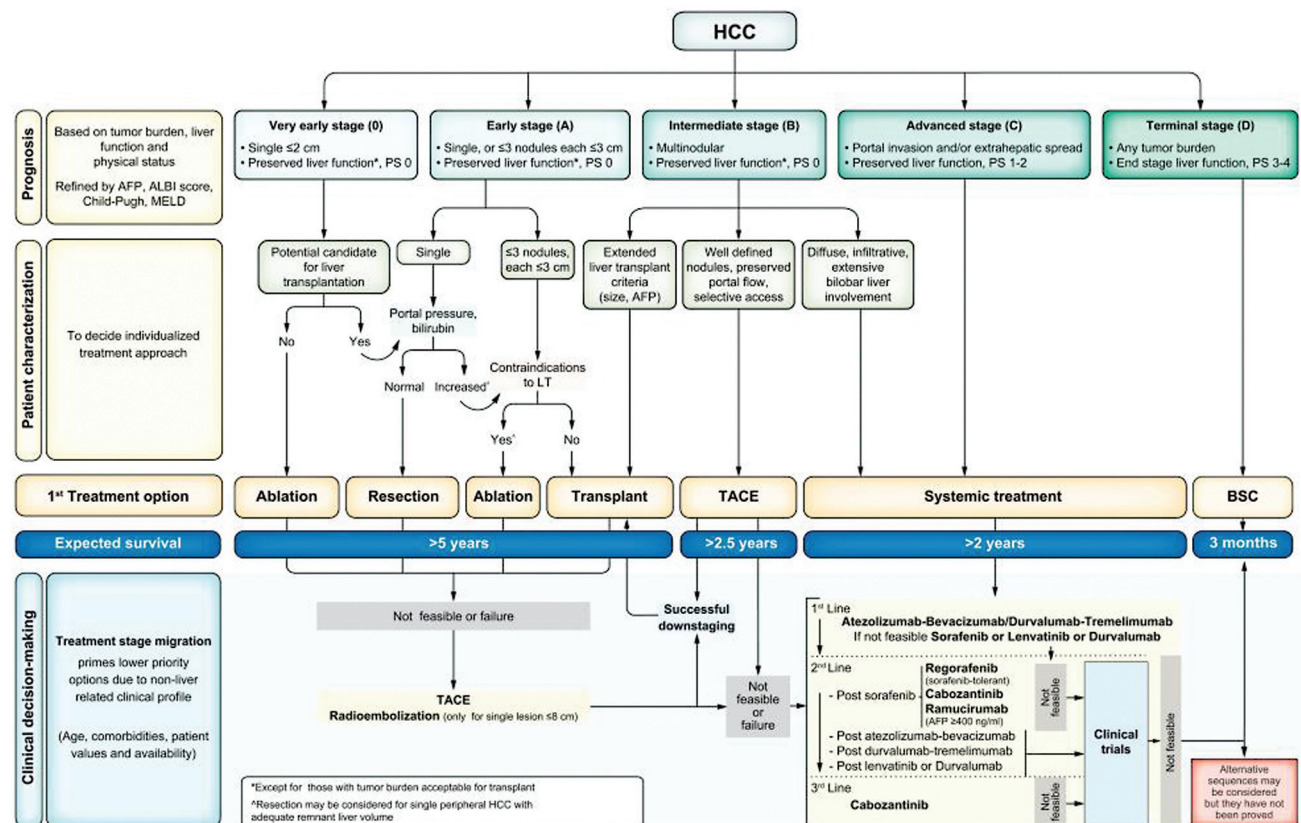 HCC
Prognosis
Based on tumor burden, liver
function and
physical status
Refined by AFP, ALBI score,
Child-Pugh, MELD
Very early stage (0)
• Single ≤2 cm
• Preserved liver function*, PS 0
Early stage (A)
• Single, or ≤3 nodules each ≤3 cm
• Preserved liver function*, PS 0
Intermediate stage (B)
• Multinodular
• Preserved liver function*, PS 0
Advanced stage (C)
• Portal invasion and/or extrahepatic spread
• Preserved liver function, PS 1-2
Terminal stage (D)
• Any tumor burden
• End stage liver function, PS 3-4
Patient characterization
To decide individualized
treatment approach
Potential candidate
for liver
transplantation
No
Yes
Single
Portal pressure,
bilirubin
Normal
Increased^
≤3 nodules,
each ≤3 cm
Contraindications
to LT
Yes^
No
Extended
liver transplant
criteria
(size, AFP)
Well defined
nodules, preserved
portal flow,
selective access
Diffuse, infiltrative,
extensive
bilobar liver
involvement
1st Treatment option
Ablation
Resection
Ablation
Transplant
TACE
Systemic treatment
BSC
Expected survival
>5 years
>2.5 years
>2 years
3 months
Clinical decision-making
Treatment stage migration
primes lower priority
options due to non-liver
related clinical profile
(Age, comorbidities, patient
values and availability)
Not feasible or failure
TACE
Radioembolization (only for single lesion ≤8 cm)
Successful
downstaging
Not
feasible
or
failure
1st Line
Atezolizumab-Bevacizumab/Durvalumab-Tremelimumab
If not feasible Sorafenib or Lenvatinib or Durvalumab
2nd Line
- Post sorafenib
Regorafenib
(sorafenib-tolerant)
Cabozantinib
Ramucirumab
(AFP ≥400 ng/ml)
- Post atezolizumab-bevacizumab
- Post durvalumab-tremelimumab
- Post lenvatinib or Durvalumab
3rd Line
Cabozantinib
Not
feasible
Not
feasible
Clinical
trials
Not feasible
Alternative
sequences may
be considered
but they have not
been proved
*Except for those with tumor burden acceptable for transplant
^Resection may be considered for single peripheral HCC with
adequate remnant liver volume